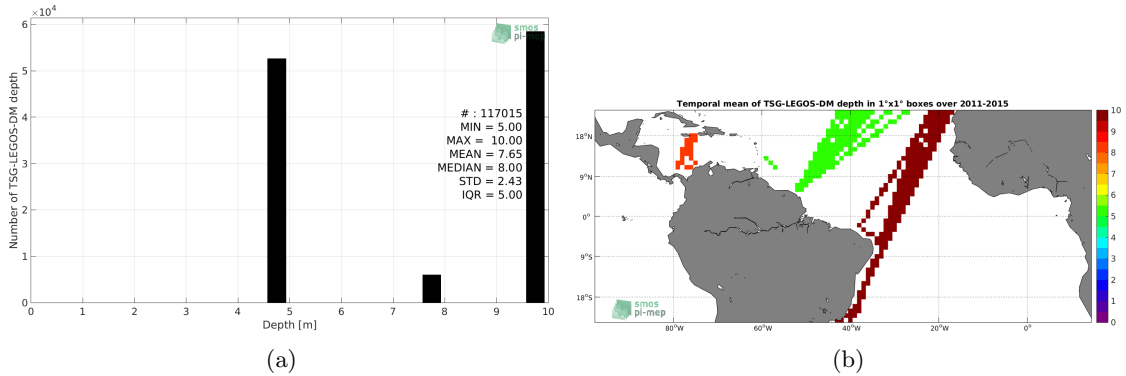 ×10⁴
6
5
4
3
2
1
0
Number of TSG-LEGOS-DM depth
smos
pi-mep
# : 117015
MIN = 5.00
MAX = 10.00
MEAN = 7.65
MEDIAN = 8.00
STD = 2.43
IQR = 5.00
0 1 2 3 4 5 6 7 8 9 10
Depth [m]
(a)
Temporal mean of TSG-LEGOS-DM depth in 1°x1° boxes over 2011-2015
18°N
9°N
0°
9°S
18°S
80°W 60°W 40°W 20°W 0°
smos
pi-mep
10
9
8
7
6
5
4
3
2
1
0
(b)